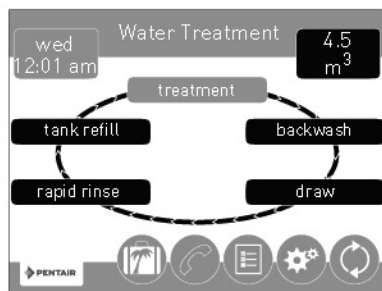 Water Treatment
wed
12:01 am
4.5
m³
treatment
tank refill
backwash
rapid rinse
draw
PENTAIR